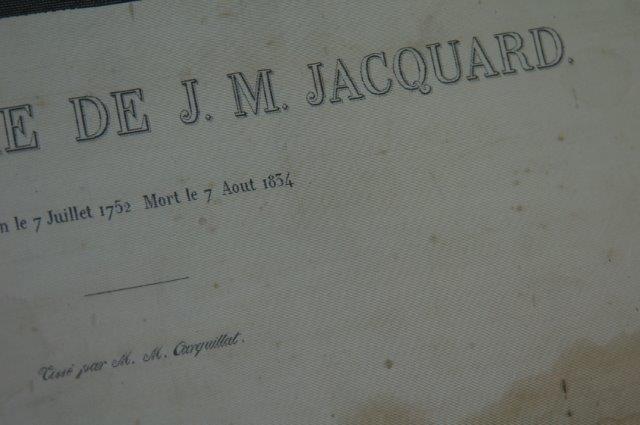 E DE J. M. JACQUARD.
n le 7 Juillet 1752 Mort le 7 Aout 1834
Tissé par M. M. Carquillat.